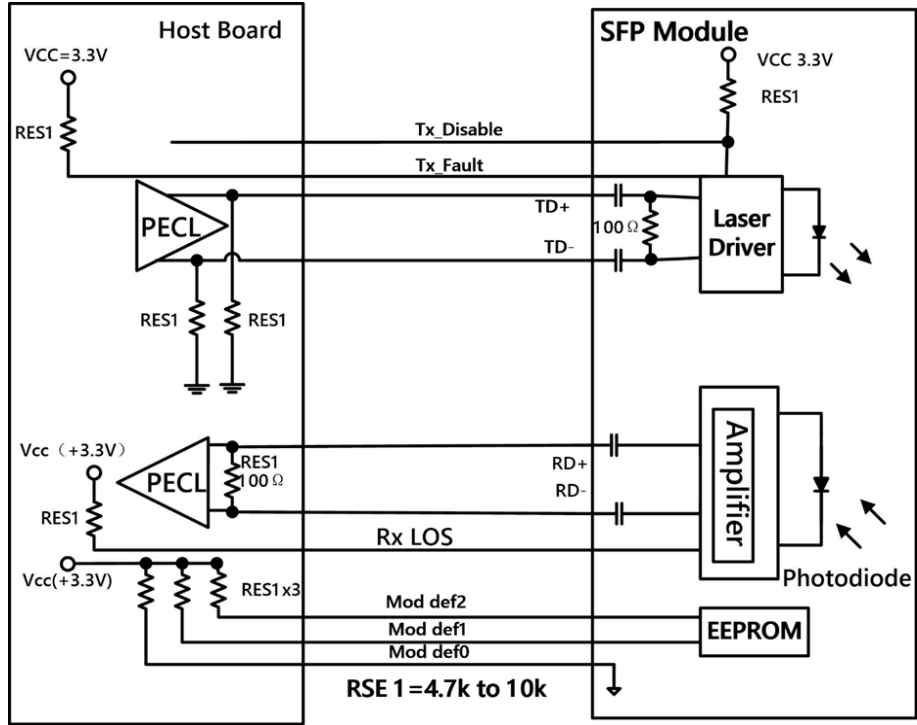 Host Board
SFP Module
VCC=3.3V
VCC 3.3V
RES1
RES1
Tx_Disable
Tx_Fault
PECL
TD+
100Ω
TD-
Laser
Driver
RES1
RES1
Vcc（+3.3V）
PECL
RES1
100Ω
RD+
RD-
Amplifier
RES1
Rx LOS
Photodiode
Vcc(+3.3V)
RES1x3
Mod def2
Mod def1
Mod def0
EEPROM
RSE 1=4.7k to 10k